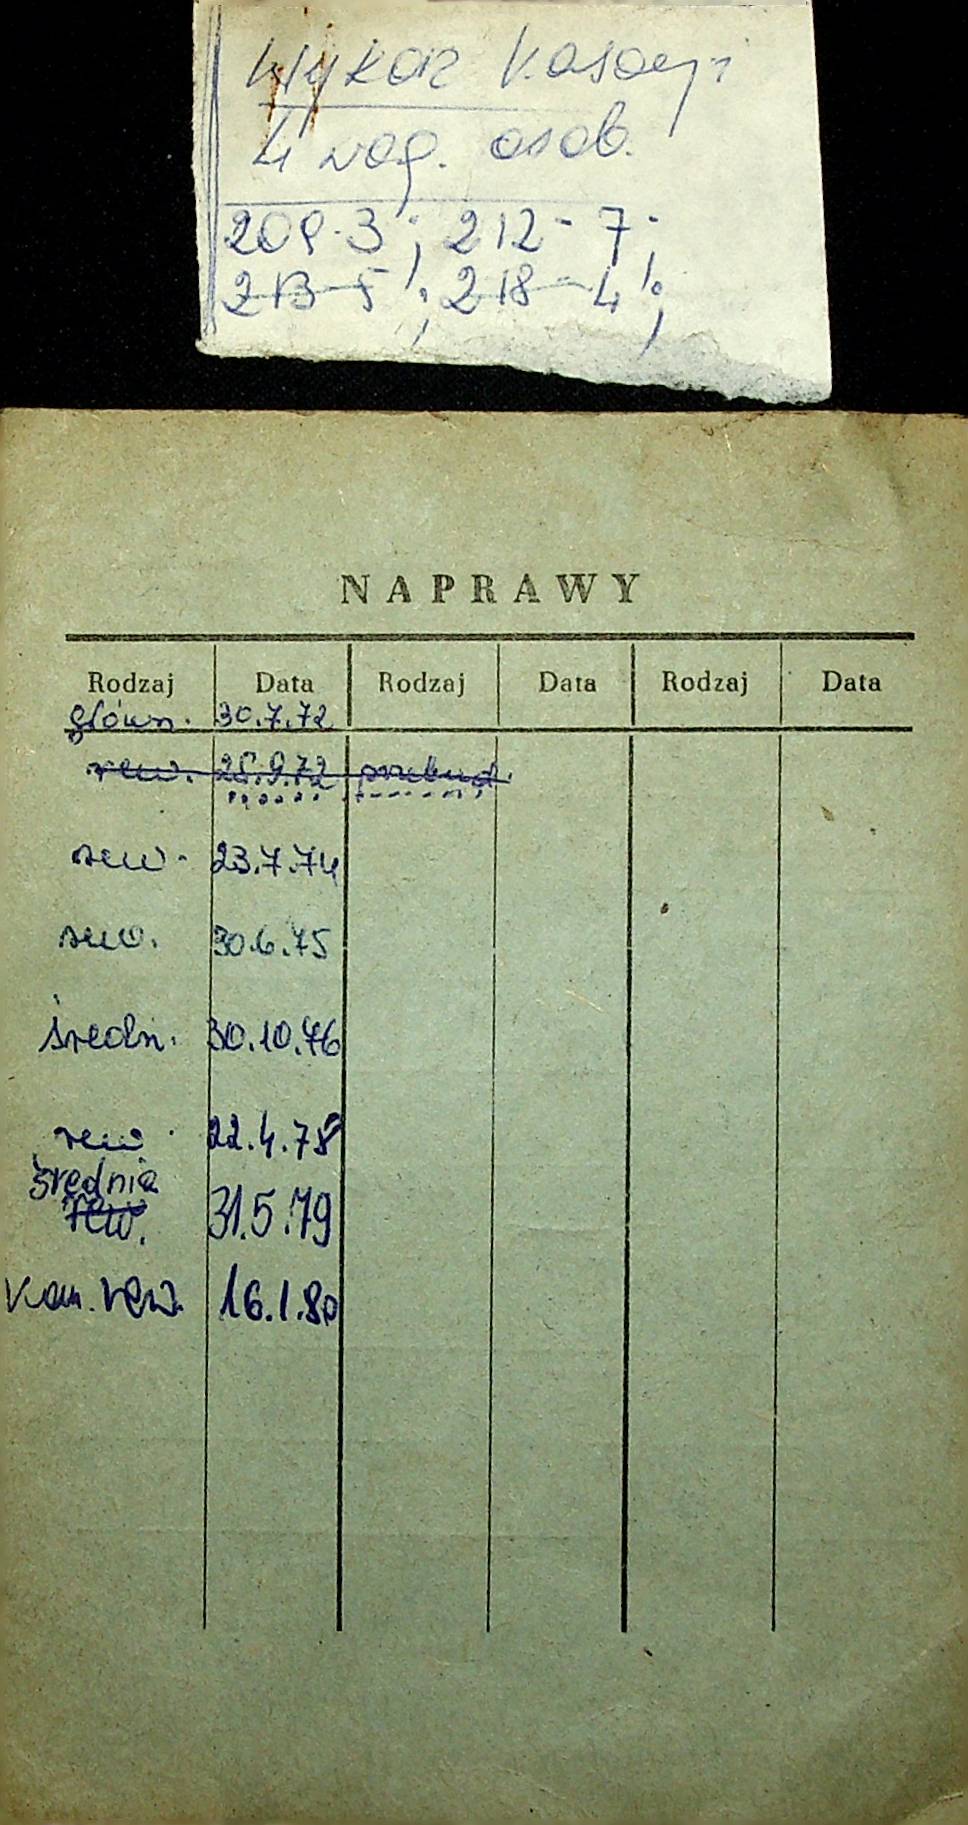 Wykaz Kasacji
4 wag. osob.
209-3; 212-7;
213-5; 218-4;
NAPRAWY
Rodzaj Data Rodzaj Data Rodzaj Data
główn. 30.7.72
rew. 25.9.72 przebud.
rew. 23.7.74
rew. 30.6.75
średn. 30.10.76
rew. 22.4.78
średnia
rew. 31.5.79
Kom. rew. 16.1.80